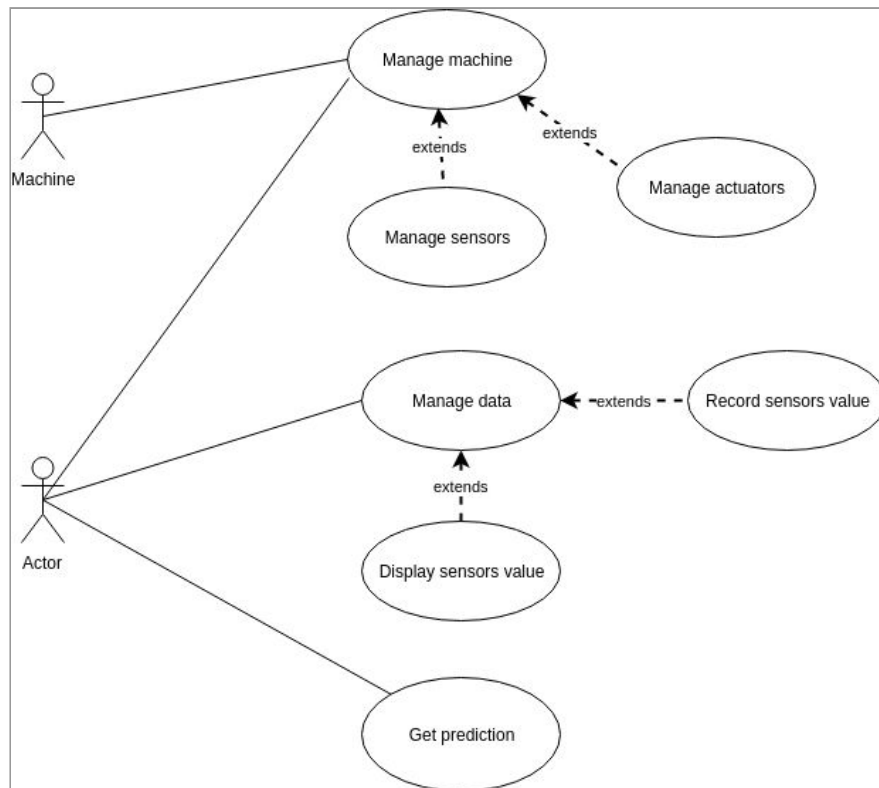 Manage machine
extends
extends
Machine
Manage actuators
Manage sensors
Manage data
extends
Record sensors value
extends
Actor
Display sensors value
Get prediction